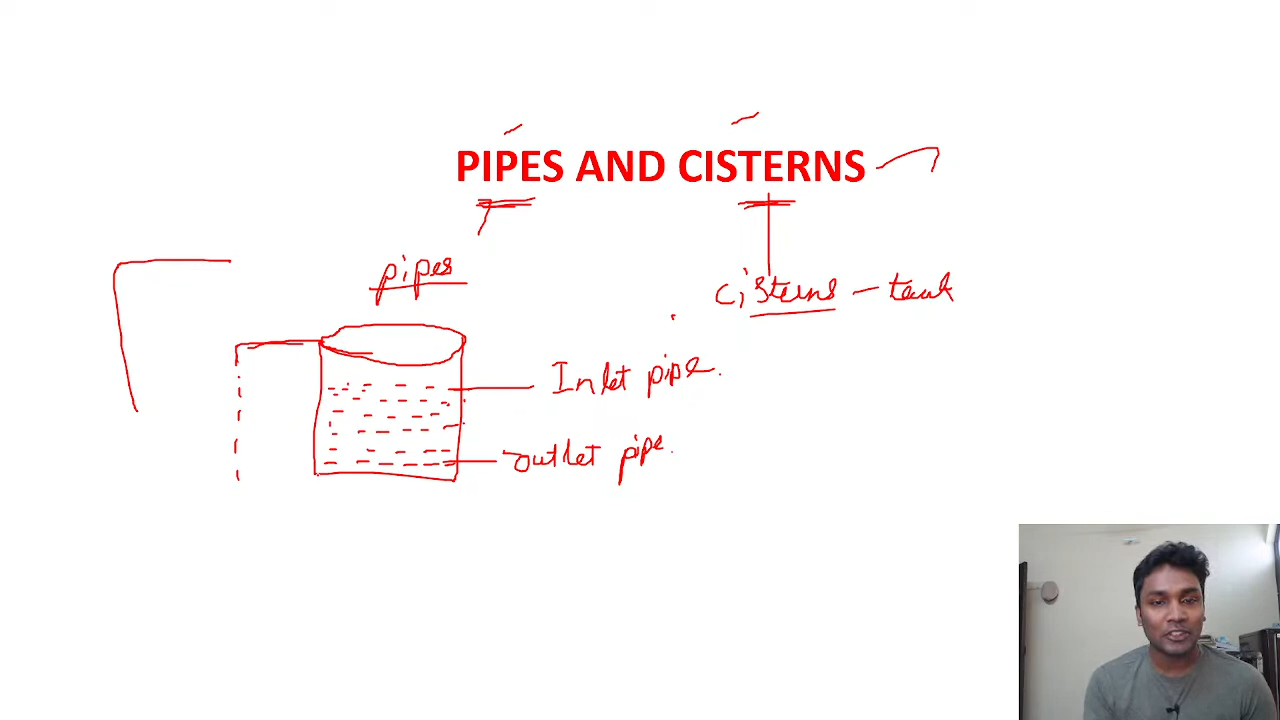 PIPES AND CISTERNS
pipes
cisterns - tank
Inlet pipe.
outlet pipe.